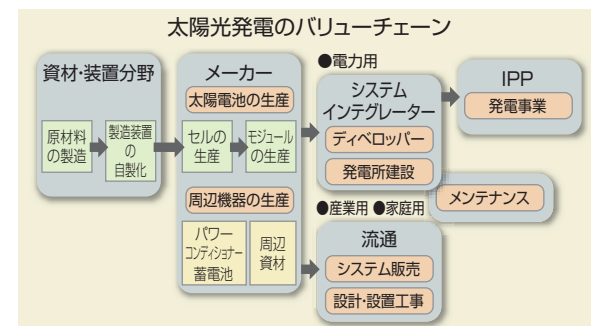 太陽光発電のバリューチェーン
資材・装置分野
原材料
の製造
製造装置
の
自製化
メーカー
太陽電池の生産
セルの
生産
モジュール
の生産
周辺機器の生産
パワー
コンディショナー
蓄電池
周辺
資材
●電力用
システム
インテグレーター
ディベロッパー
発電所建設
IPP
発電事業
メンテナンス
●産業用 ●家庭用
流通
システム販売
設計・設置工事